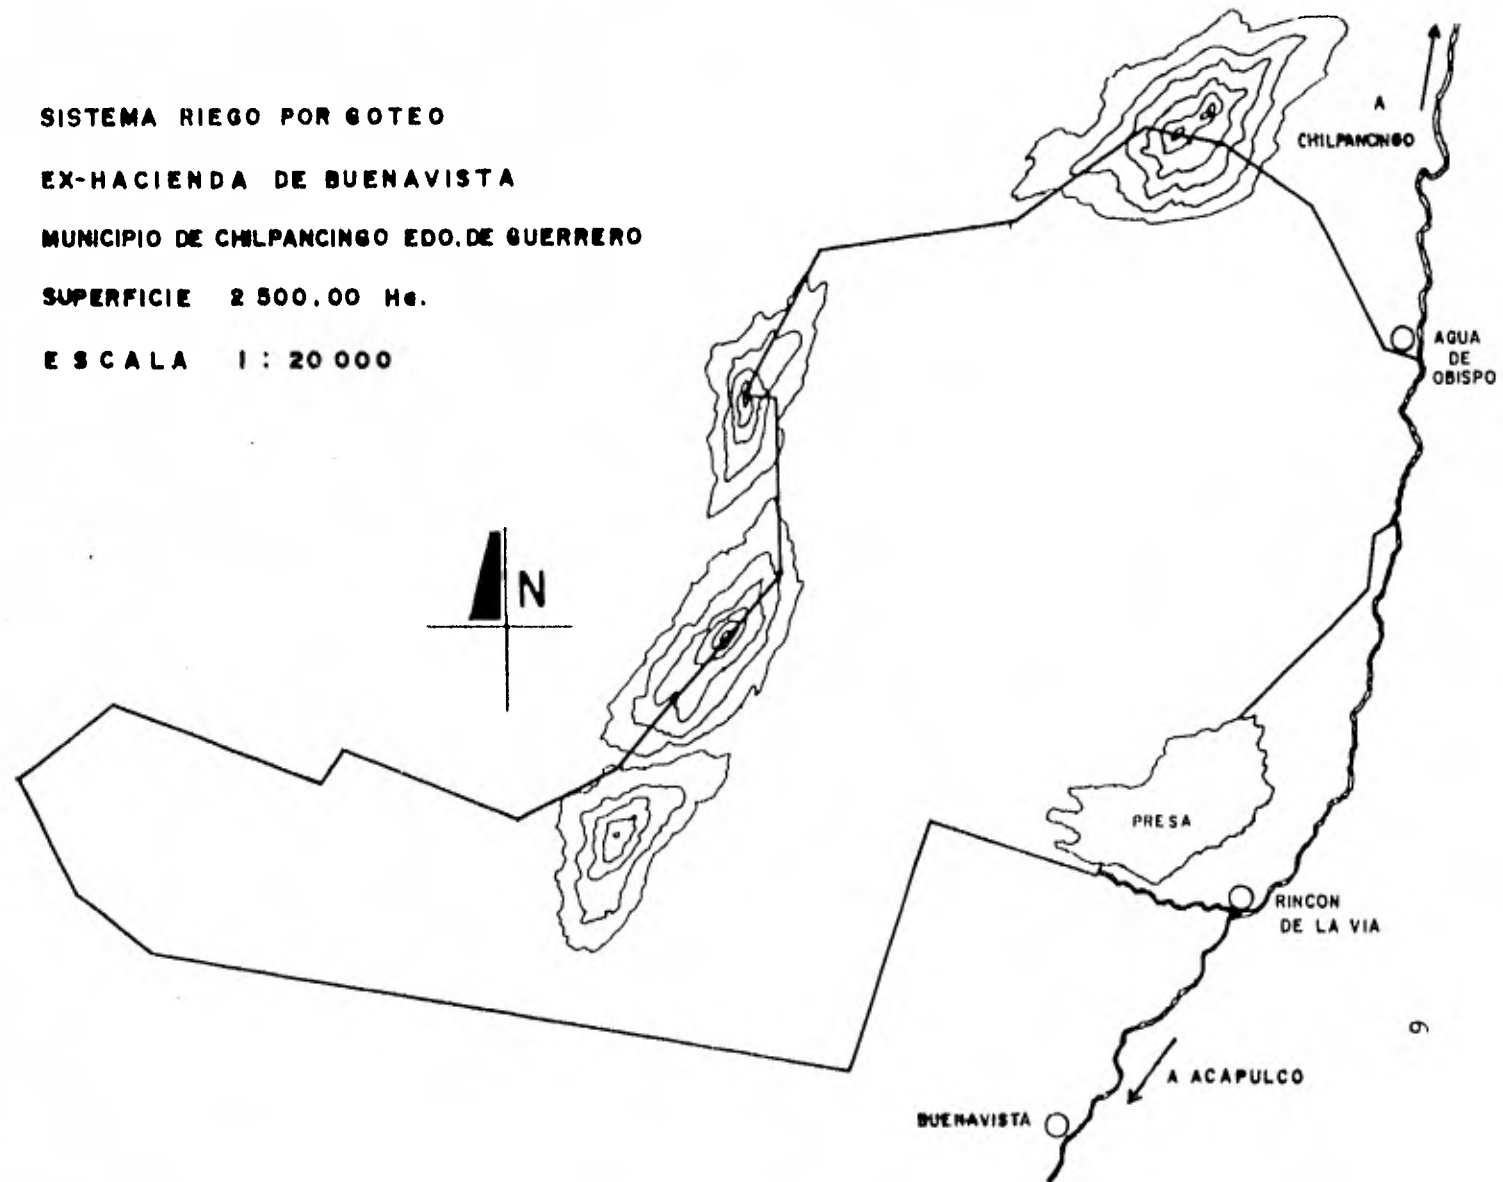 SISTEMA RIEGO POR GOTEO
EX-HACIENDA DE BUENAVISTA
MUNICIPIO DE CHILPANCINGO EDO. DE GUERRERO
SUPERFICIE 2 500.00 Ha.
ESCALA 1 : 20 000
A
CHILPANCINGO
AGUA
DE
OBISPO
N
PRESA
RINCON
DE LA VIA
A ACAPULCO
BUENAVISTA
9